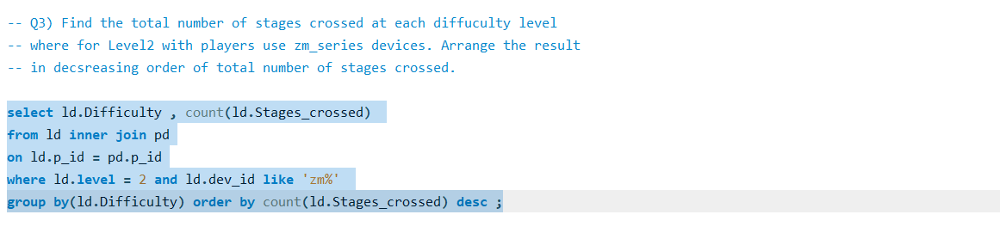 -- Q3) Find the total number of stages crossed at each diffuculty level
-- where for Level2 with players use zm_series devices. Arrange the result
-- in decsreasing order of total number of stages crossed.
select ld.Difficulty , count(ld.Stages_crossed)
from ld inner join pd
on ld.p_id = pd.p_id
where ld.level = 2 and ld.dev_id like 'zm%'
group by(ld.Difficulty) order by count(ld.Stages_crossed) desc ;